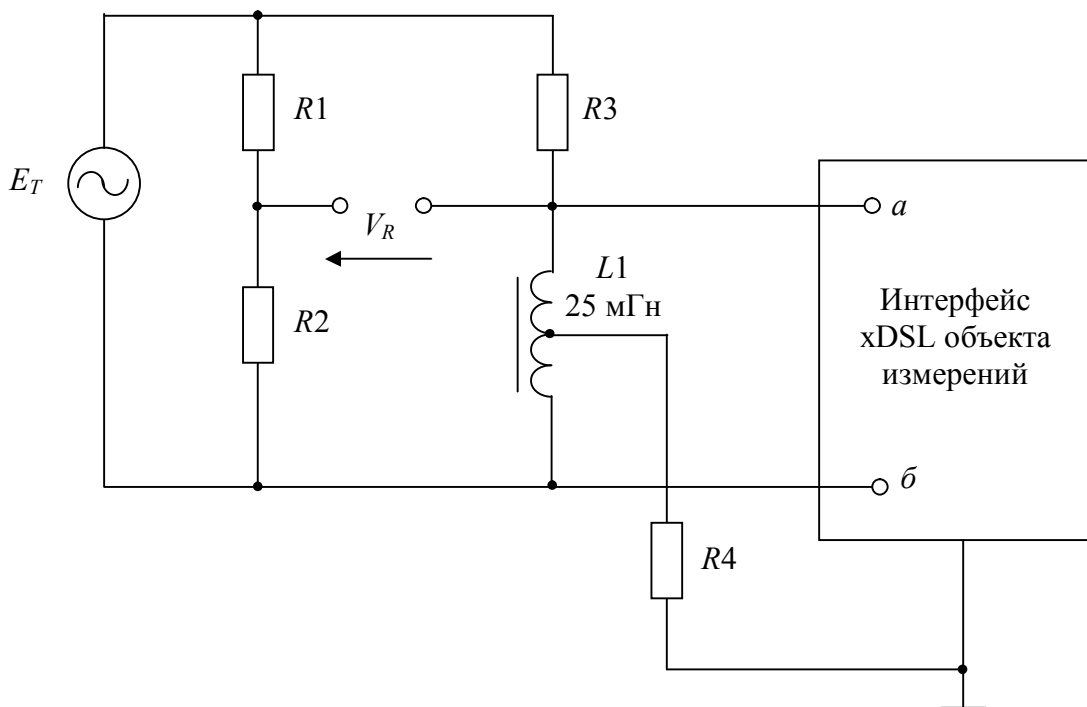 R1
R3
E_T
V_R
а
L1
25 мГн
R2
Интерфейс
xDSL объекта
измерений
б
R4